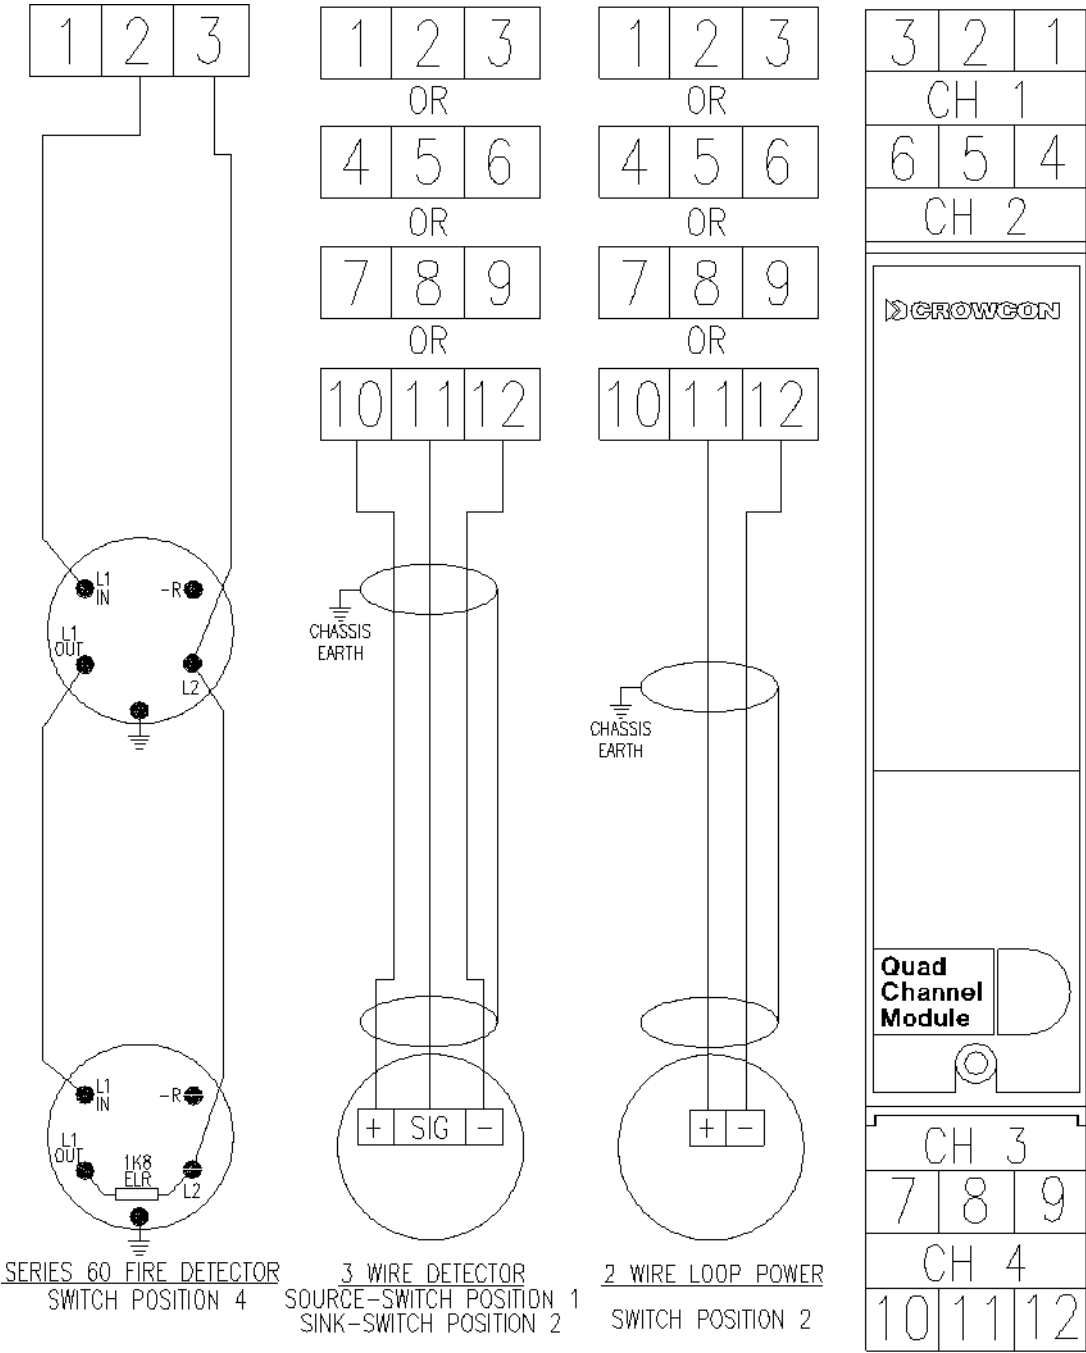 1 2 3
L1
IN
-R
L1
OUT
L2
L1
IN
-R
L1
OUT
1K8
ELR
L2
SERIES 60 FIRE DETECTOR
SWITCH POSITION 4
1 2 3
OR
4 5 6
OR
7 8 9
OR
10 11 12
CHASSIS
EARTH
+ SIG -
3 WIRE DETECTOR
SOURCE-SWITCH POSITION 1
SINK-SWITCH POSITION 2
1 2 3
OR
4 5 6
OR
7 8 9
OR
10 11 12
CHASSIS
EARTH
+ -
2 WIRE LOOP POWER
SWITCH POSITION 2
3 2 1
CH 1
6 5 4
CH 2
CROWCON
Quad
Channel
Module
CH 3
7 8 9
CH 4
10 11 12